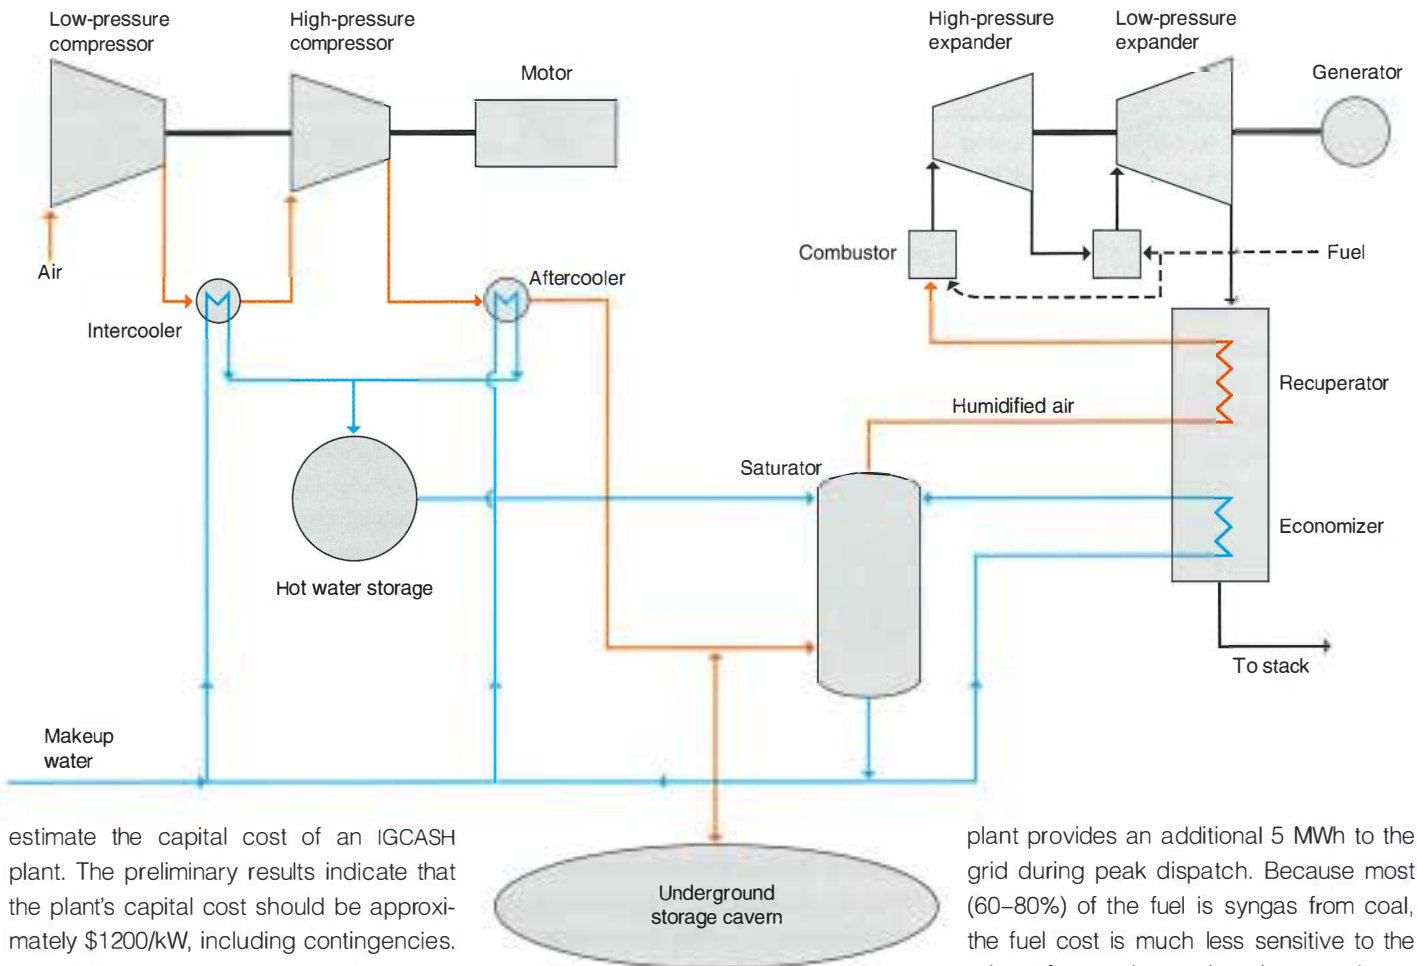 Low-pressure
compressor
High-pressure
compressor
Motor
High-pressure
expander
Low-pressure
expander
Generator
Air
Intercooler
Aftercooler
Combustor
Fuel
Recuperator
Humidified air
Saturator
Economizer
Hot water storage
To stack
Makeup
water
Underground
storage cavern
estimate the capital cost of an IGCASH
plant. The preliminary results indicate that
the plant's capital cost should be approxi-
mately $1200/kW, including contingencies.
plant provides an additional 5 MWh to the
grid during peak dispatch. Because most
(60–80%) of the fuel is syngas from coal,
the fuel cost is much less sensitive to the